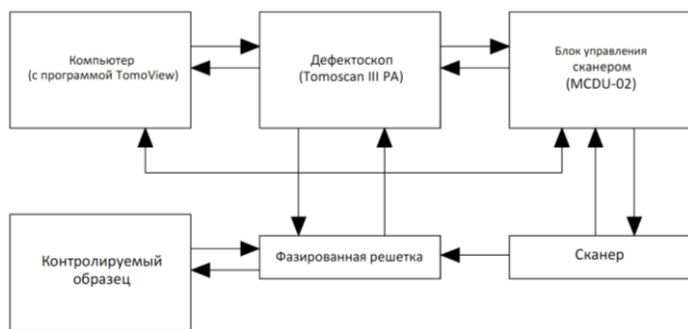 Компьютер
(с программой TomoView)
Дефектоскоп
(Tomoscan III PA)
Блок управления
сканером
(MCDU-02)
Контролируемый
образец
Фазированная решетка
Сканер